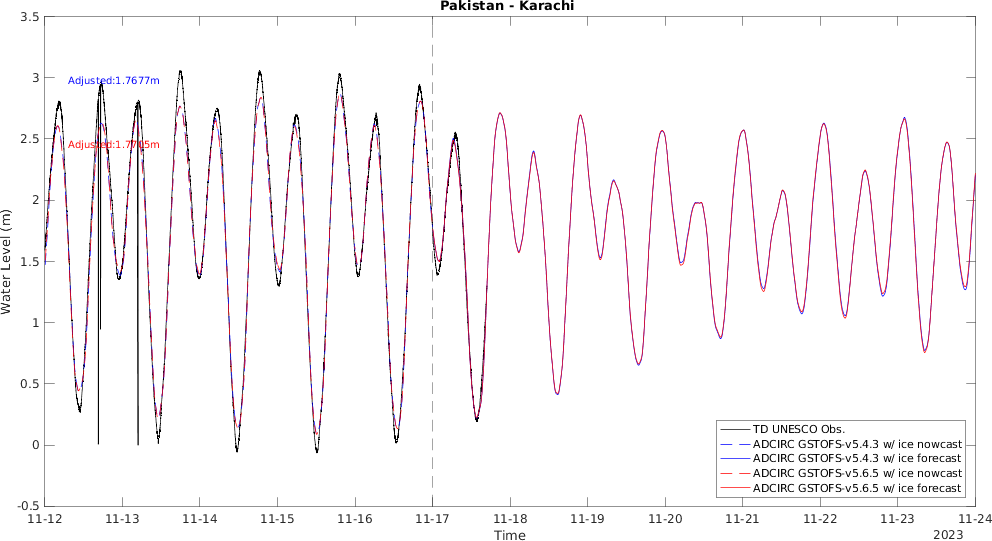 Pakistan - Karachi
3.5
3
2.5
2
1.5
1
0.5
0
-0.5
Water Level (m)
Adjusted:1.7677m
Adjusted:1.7705m
TD UNESCO Obs.
ADCIRC GSTOFS-v5.4.3 w/ ice nowcast
ADCIRC GSTOFS-v5.4.3 w/ ice forecast
ADCIRC GSTOFS-v5.6.5 w/ ice nowcast
ADCIRC GSTOFS-v5.6.5 w/ ice forecast
11-12 11-13 11-14 11-15 11-16 11-17 11-18 11-19 11-20 11-21 11-22 11-23 11-24
Time
2023